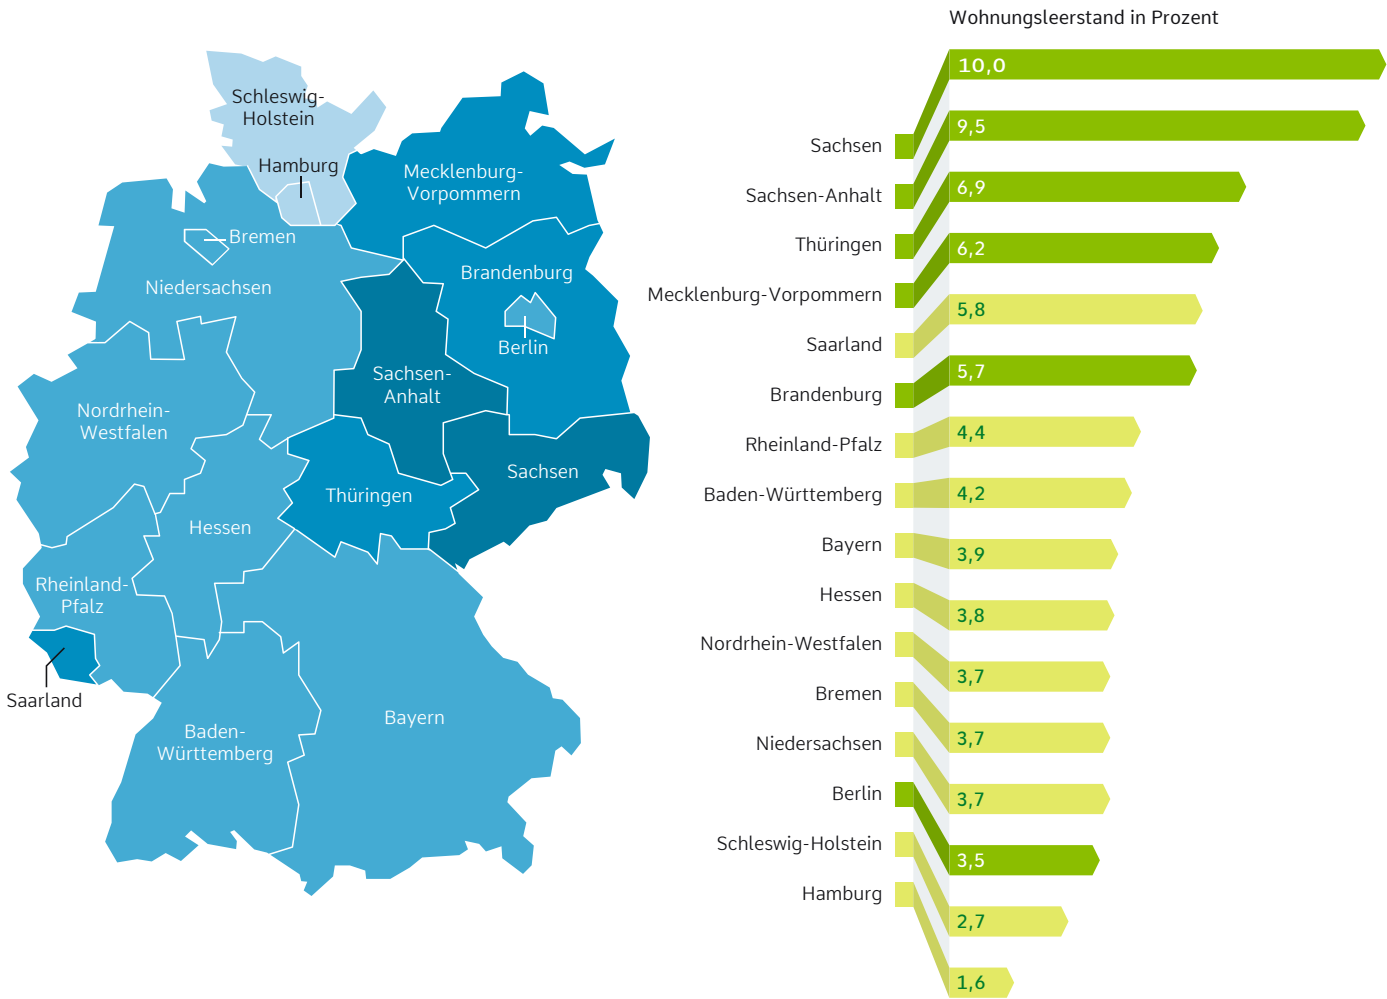 Wohnungsleerstand in Prozent
Schleswig-
Holstein
Hamburg
Mecklenburg-
Vorpommern
Bremen
Niedersachsen
Brandenburg
Berlin
Sachsen-
Anhalt
Nordrhein-
Westfalen
Sachsen
Thüringen
Hessen
Rheinland-
Pfalz
Saarland
Baden-
Württemberg
Bayern
Sachsen 10,0
Sachsen-Anhalt 9,5
Thüringen 6,9
Mecklenburg-Vorpommern 6,2
Saarland 5,8
Brandenburg 5,7
Rheinland-Pfalz 4,4
Baden-Württemberg 4,2
Bayern 3,9
Hessen 3,8
Nordrhein-Westfalen 3,7
Bremen 3,7
Niedersachsen 3,7
Berlin 3,5
Schleswig-Holstein 2,7
Hamburg 1,6